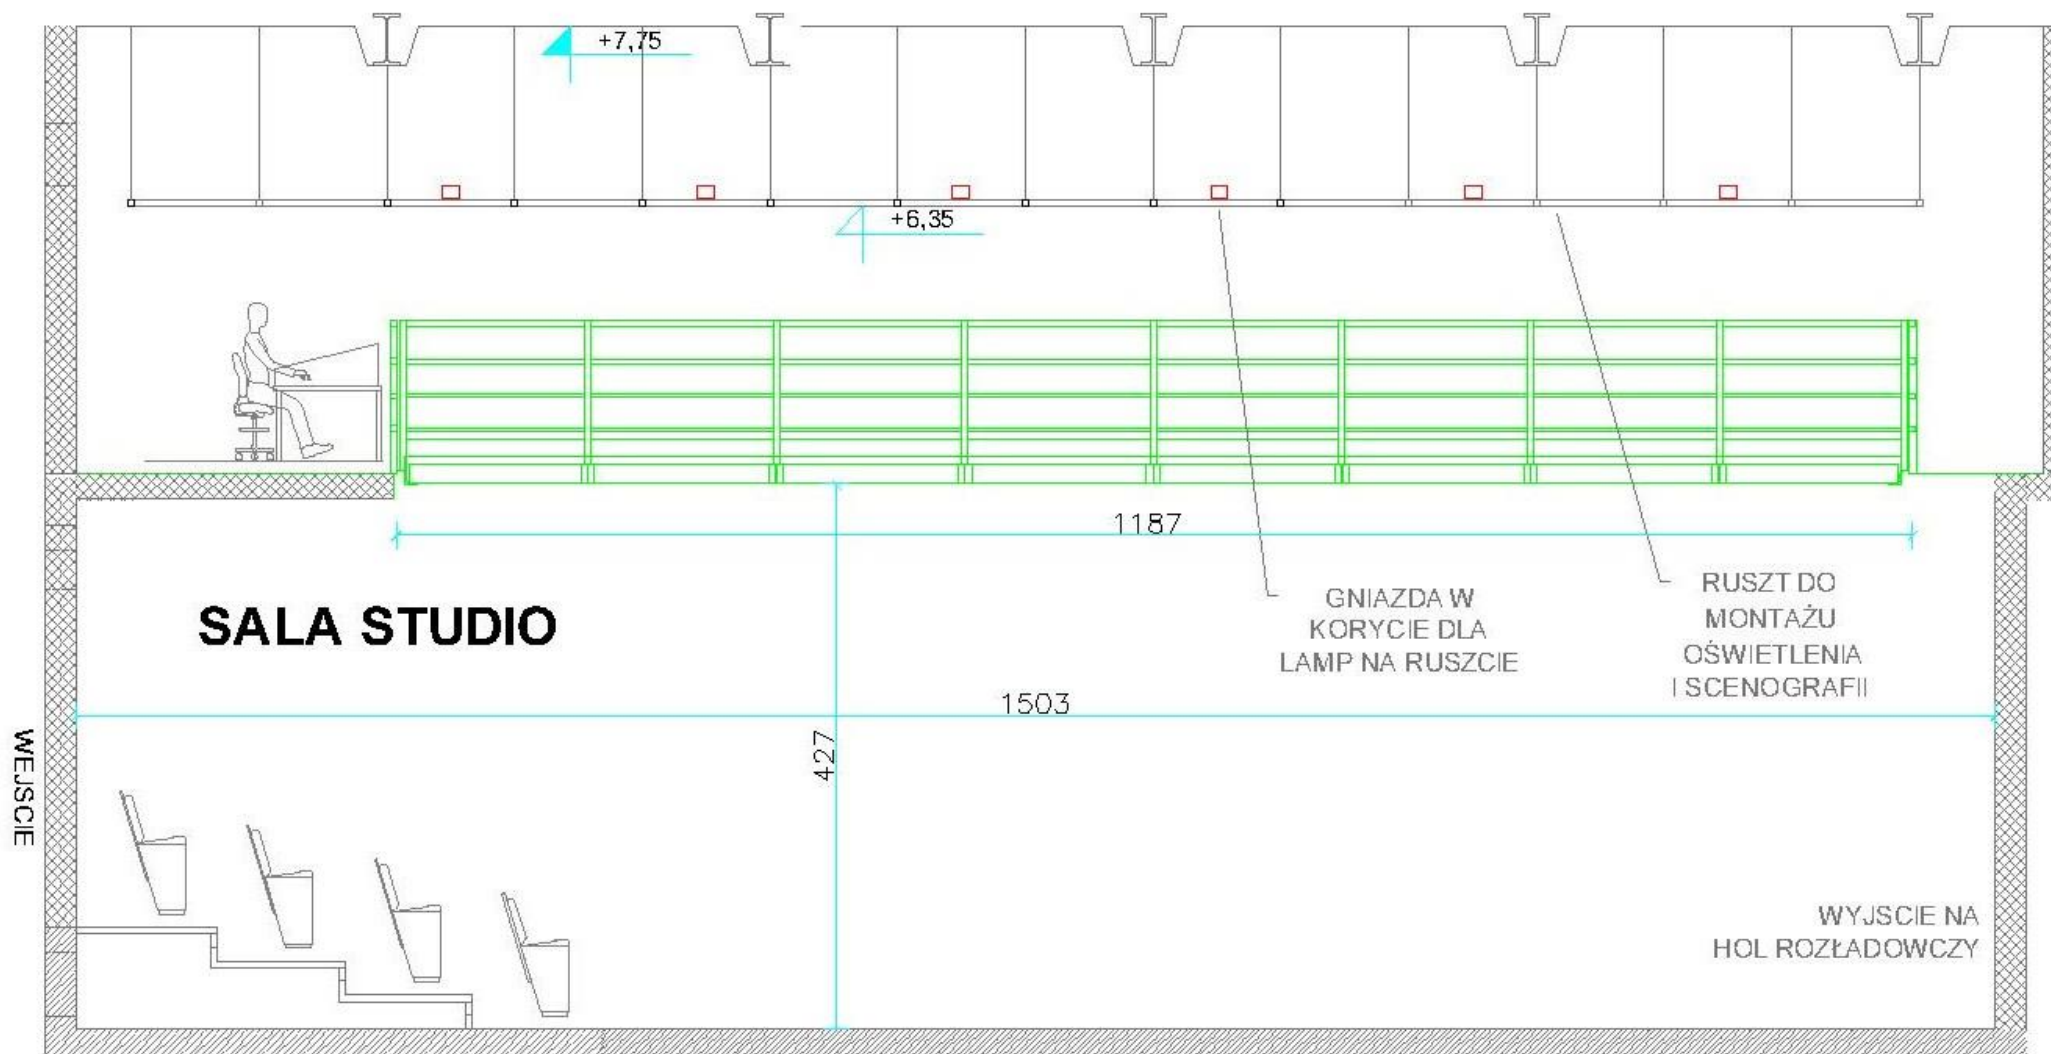 +7,75
+6,35
1187
GNIAZDA W
KORYCIE DLA
LAMP NA RUSZCIE
RUSZT DO
MONTAŻU
OŚWIETLENIA
I SCENOGRAFII
SALA STUDIO
1503
427
WEJSCIE
WYJSCIE NA
HOL ROZŁADOWCZY